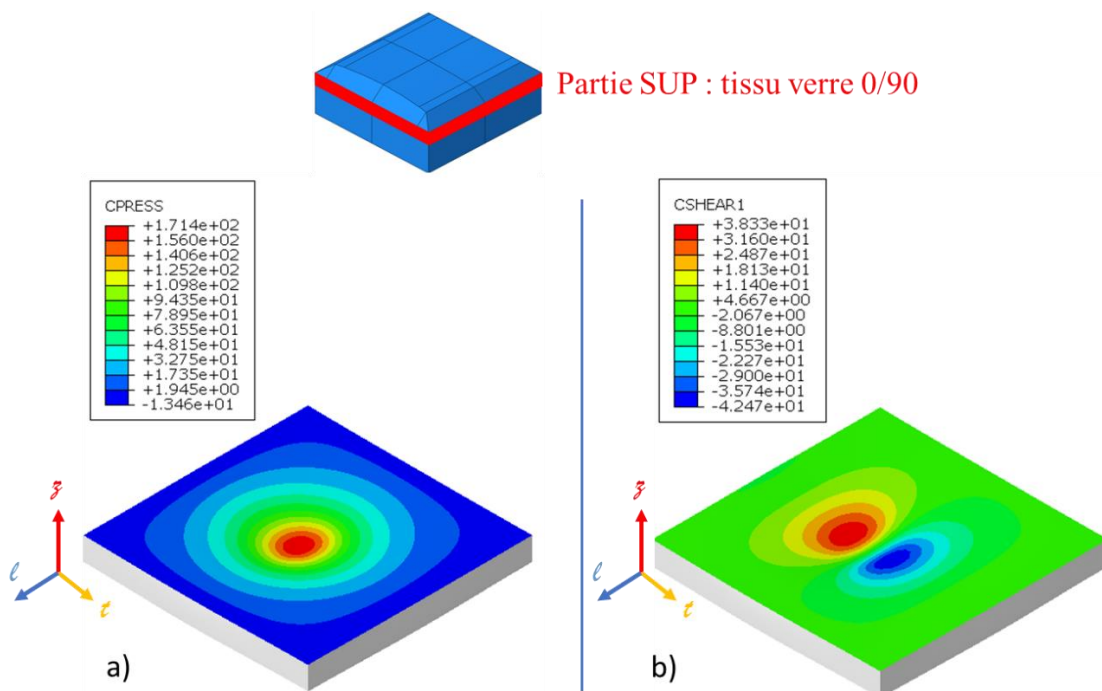 Partie SUP : tissu verre 0/90
CPRESS
+1.714e+02
+1.560e+02
+1.406e+02
+1.252e+02
+1.098e+02
+9.435e+01
+7.895e+01
+6.355e+01
+4.815e+01
+3.275e+01
+1.735e+01
+1.945e+00
-1.346e+01
z
ℓ
t
a)
CSHEAR1
+3.833e+01
+3.160e+01
+2.487e+01
+1.813e+01
+1.140e+01
+4.667e+00
-2.067e+00
-8.801e+00
-1.553e+01
-2.227e+01
-2.900e+01
-3.574e+01
-4.247e+01
z
ℓ
t
b)